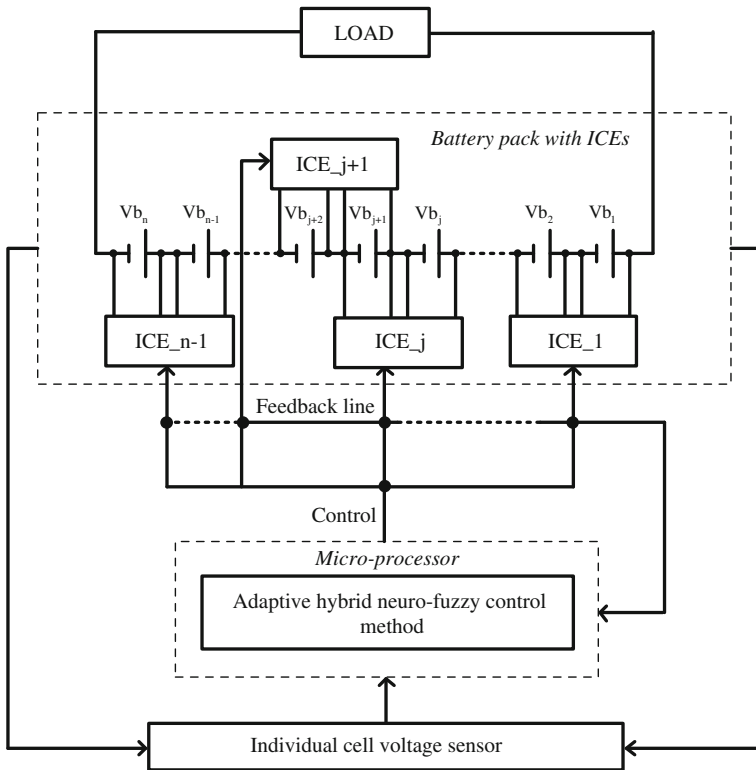 LOAD
Battery pack with ICEs
ICE_j+1
Vb_n
Vb_n-1
Vb_j+2
Vb_j+1
Vb_j
Vb_2
Vb_1
ICE_n-1
ICE_j
ICE_1
Feedback line
Control
Micro-processor
Adaptive hybrid neuro-fuzzy control
method
Individual cell voltage sensor